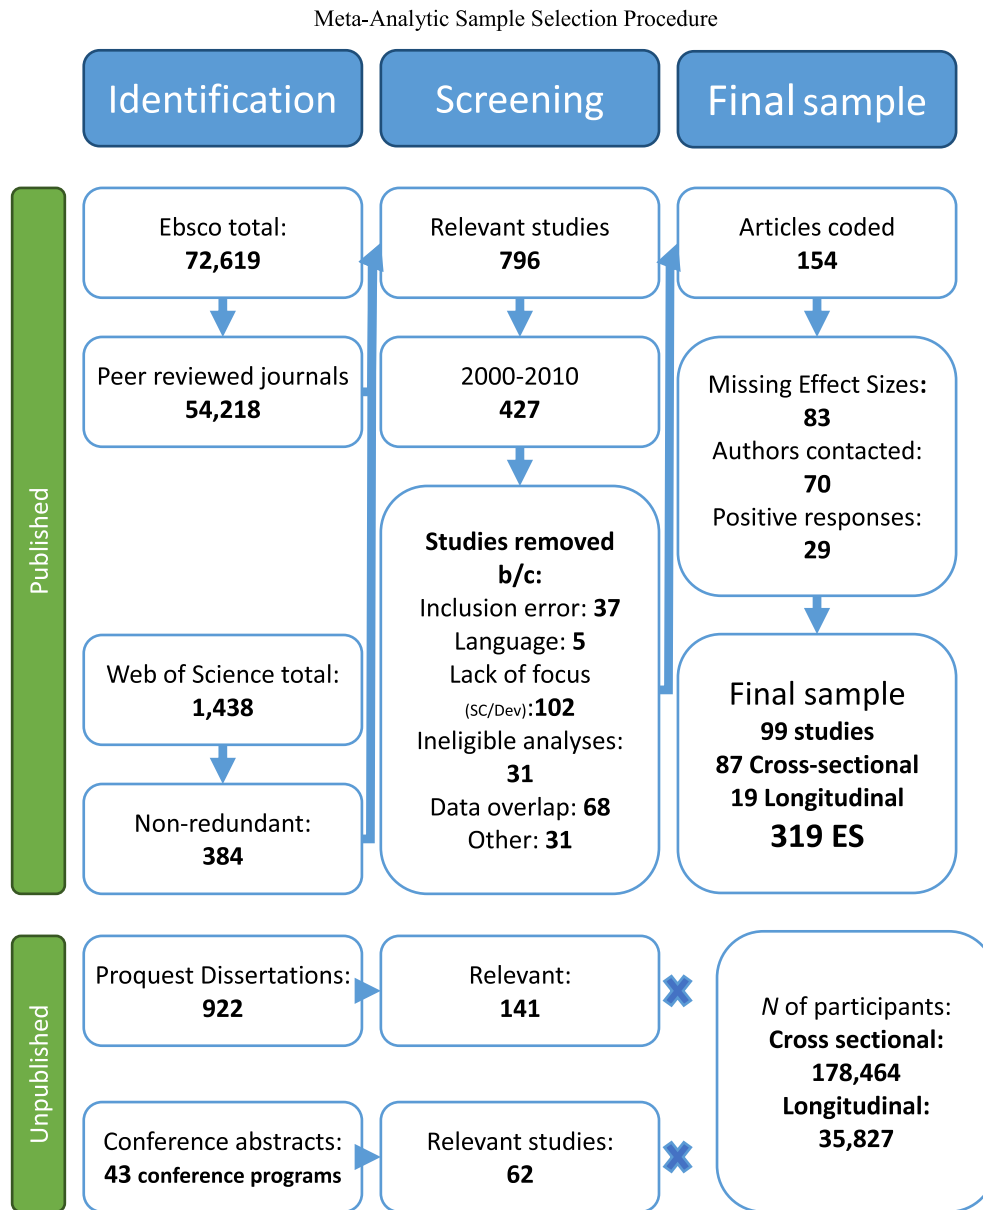 Meta-Analytic Sample Selection Procedure
Identification
Screening
Final sample
Published
Ebsco total:
72,619
Peer reviewed journals
54,218
Web of Science total:
1,438
Non-redundant:
384
Relevant studies
796
2000-2010
427
Studies removed
b/c:
Inclusion error: 37
Language: 5
Lack of focus
(SC/Dev):102
Ineligible analyses:
31
Data overlap: 68
Other: 31
Articles coded
154
Missing Effect Sizes:
83
Authors contacted:
70
Positive responses:
29
Final sample
99 studies
87 Cross-sectional
19 Longitudinal
319 ES
Unpublished
Proquest Dissertations:
922
Relevant:
141
Conference abstracts:
43 conference programs
Relevant studies:
62
N of participants:
Cross sectional:
178,464
Longitudinal:
35,827